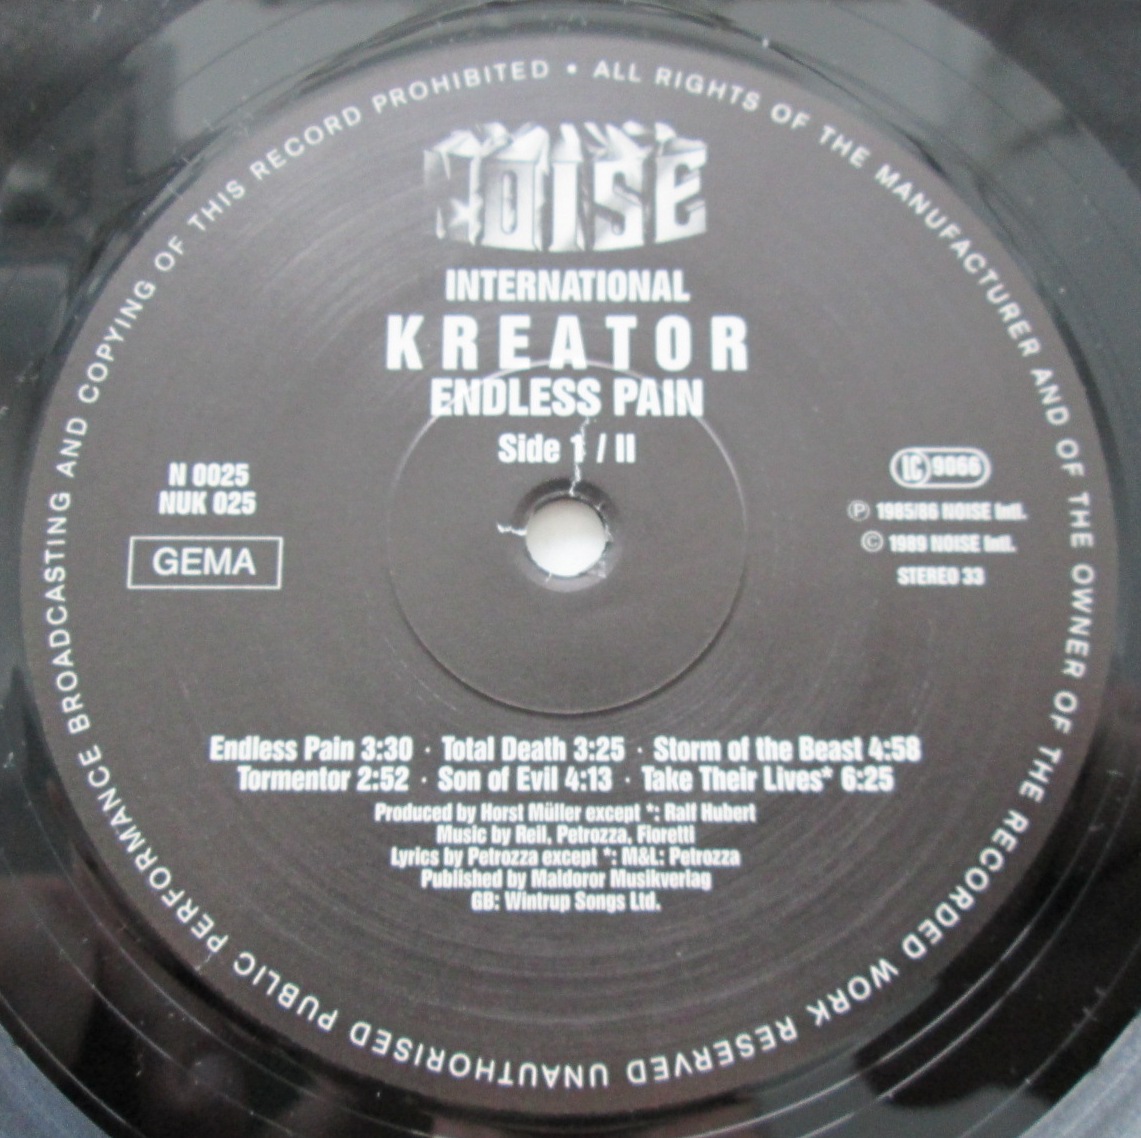 ALL RIGHTS OF THE MANUFACTURER AND OF THE OWNER OF THE RECORDED WORK RESERVED UNAUTHORISED PUBLIC PERFORMANCE BROADCASTING AND COPYING OF THIS RECORD PROHIBITED •
NOISE
INTERNATIONAL
KREATOR
ENDLESS PAIN
Side 1 / II
N 0025
NUK 025
GEMA
LC 9066
Ⓟ 1985/86 NOISE Intl.
© 1989 NOISE Intl.
STEREO 33
Endless Pain 3:30 · Total Death 3:25 · Storm of the Beast 4:58
Tormentor 2:52 · Son of Evil 4:13 · Take Their Lives* 6:25
Produced by Horst Müller except *: Ralf Hubert
Music by Reil, Petrozza, Fioretti
Lyrics by Petrozza except *: M&L: Petrozza
Published by Maldoror Musikverlag
GB: Wintrup Songs Ltd.